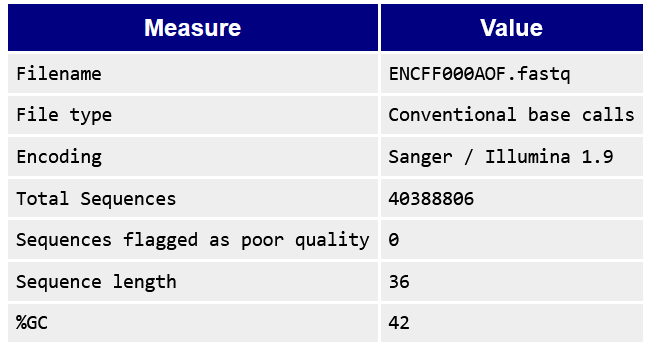 Measure Value
Filename ENCFF000AOF.fastq
File type Conventional base calls
Encoding Sanger / Illumina 1.9
Total Sequences 40388806
Sequences flagged as poor quality 0
Sequence length 36
%GC 42